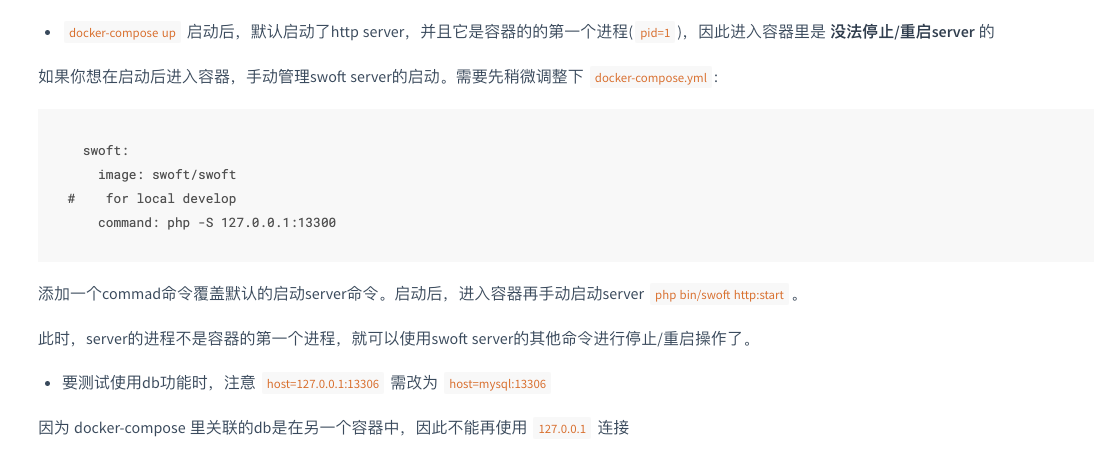 • docker-compose up 启动后，默认启动了http server，并且它是容器的的第一个进程( pid=1 )，因此进入容器里是 没法停止/重启server 的
如果你想在启动后进入容器，手动管理swoft server的启动。需要先稍微调整下 docker-compose.yml ：
swoft:
image: swoft/swoft
#    for local develop
command: php -S 127.0.0.1:13300
添加一个commad命令覆盖默认的启动server命令。启动后，进入容器再手动启动server php bin/swoft http:start 。
此时，server的进程不是容器的第一个进程，就可以使用swoft server的其他命令进行停止/重启操作了。
• 要测试使用db功能时，注意 host=127.0.0.1:13306 需改为 host=mysql:13306
因为 docker-compose 里关联的db是在另一个容器中，因此不能再使用 127.0.0.1 连接